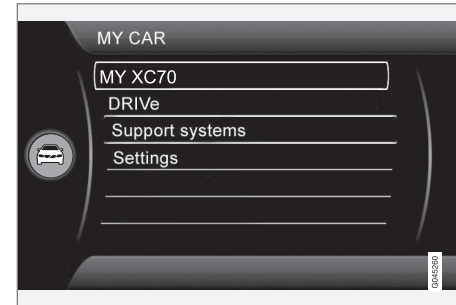 MY CAR
MY XC70
DRIVe
Support systems
Settings
G045260